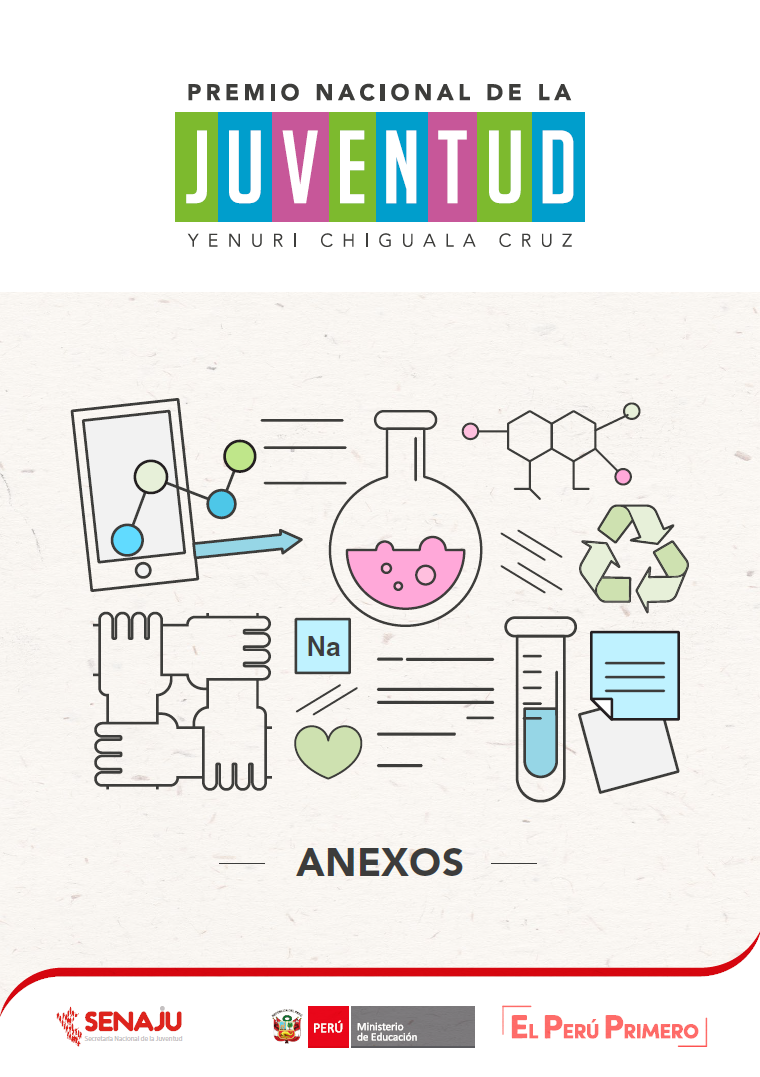 PREMIO NACIONAL DE LA
JUVENTUD
YENURI CHIGUALA CRUZ
Na
ANEXOS
SENAJU
Secretaría Nacional de la Juventud
PERÚ
Ministerio
de Educación
EL PERÚ PRIMERO